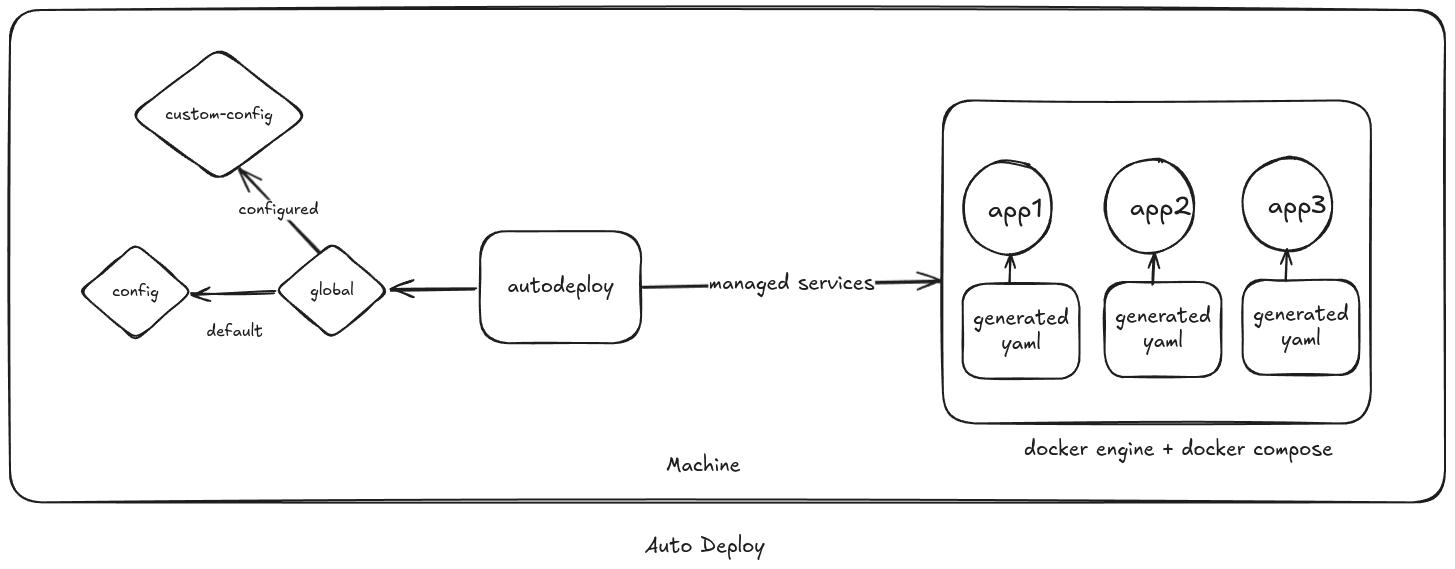 custom-config
configured
config
default
global
autodeploy
managed services
app1
app2
app3
generated
yaml
generated
yaml
generated
yaml
docker engine + docker compose
Machine
Auto Deploy